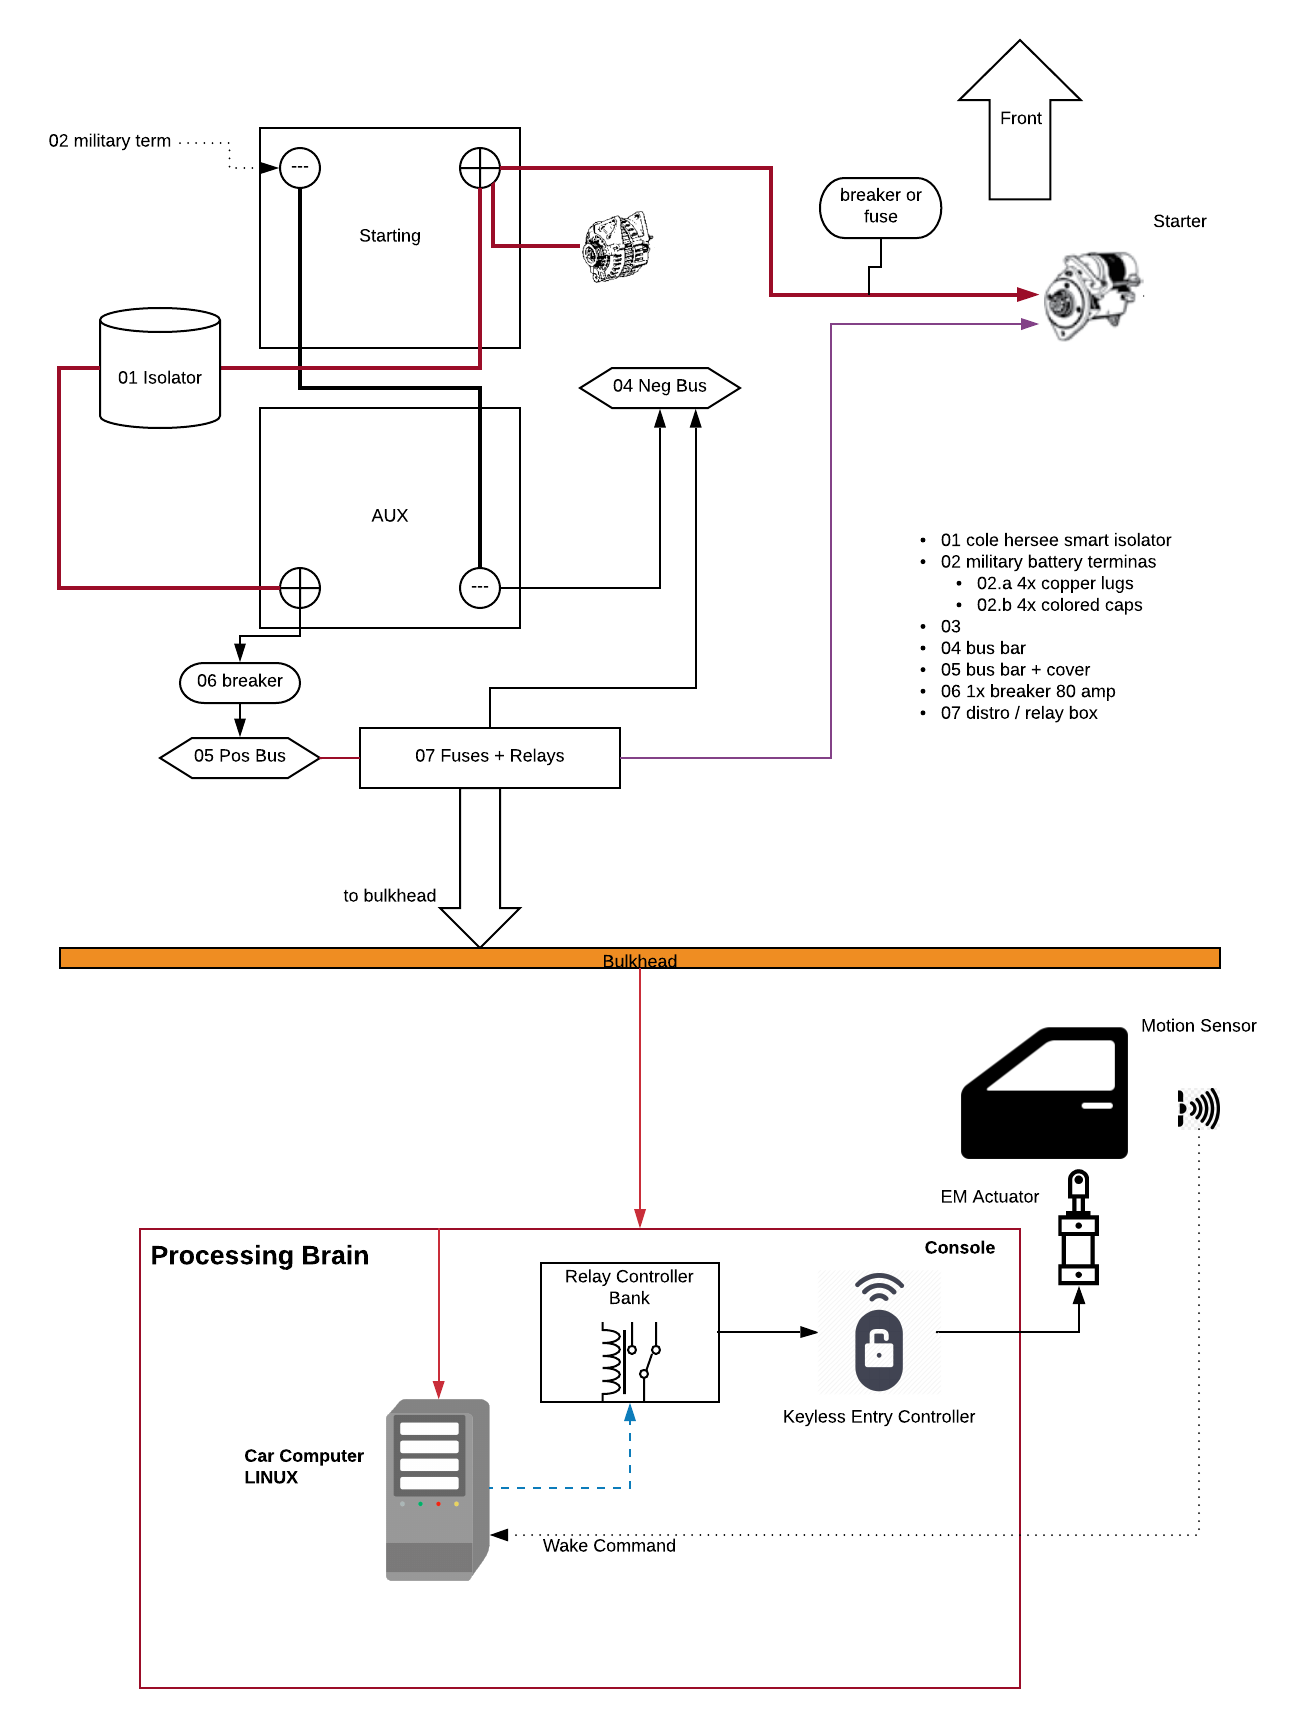 Front
02 military term
---
breaker or
fuse
Starter
Starting
01 Isolator
04 Neg Bus
AUX
---
01 cole hersee smart isolator
02 military battery terminas
02.a 4x copper lugs
02.b 4x colored caps
03
04 bus bar
05 bus bar + cover
06 1x breaker 80 amp
07 distro / relay box
06 breaker
05 Pos Bus
07 Fuses + Relays
to bulkhead
Bulkhead
Motion Sensor
EM Actuator
Processing Brain
Console
Relay Controller
Bank
Keyless Entry Controller
Car Computer
LINUX
Wake Command